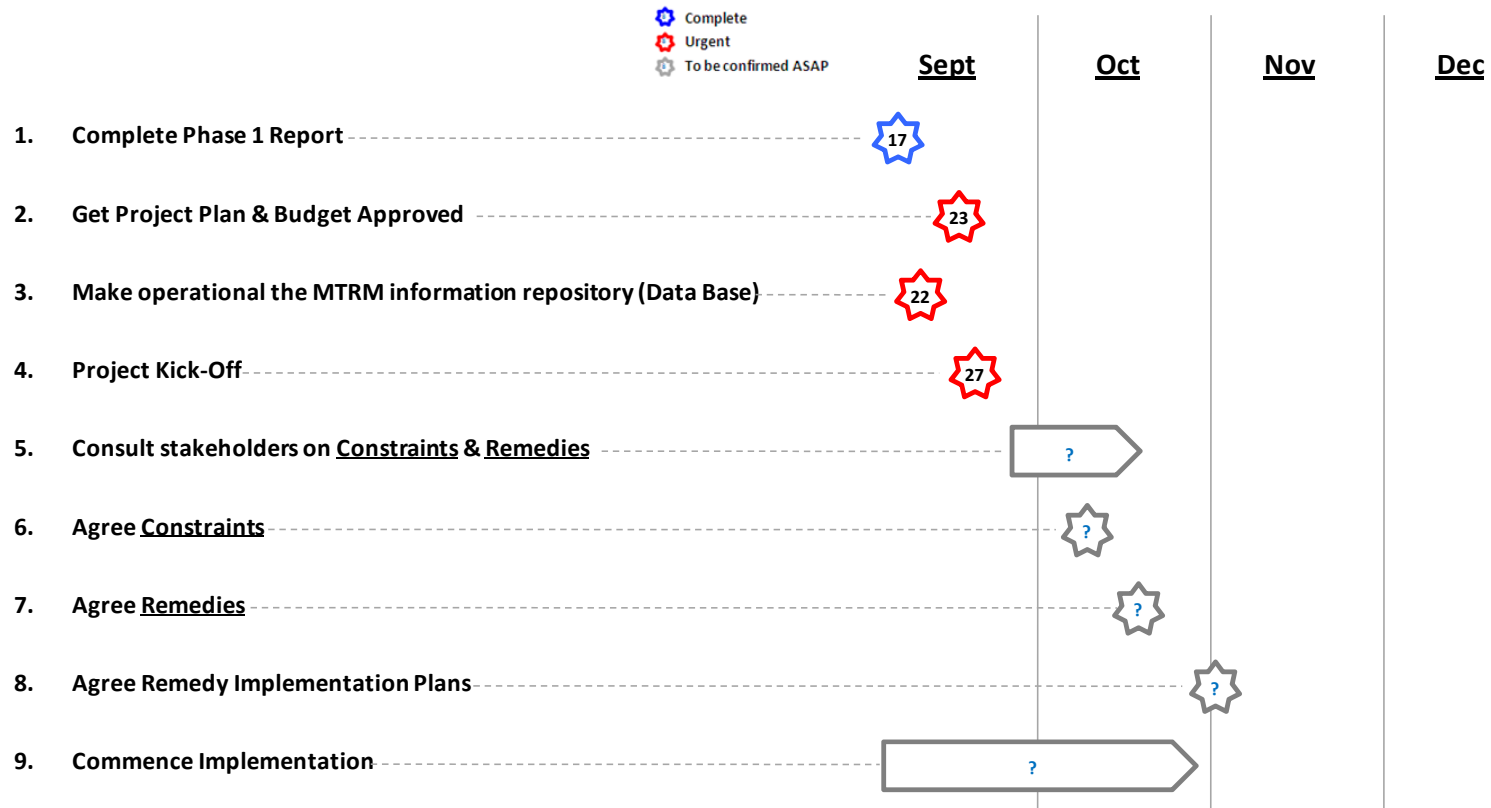 Complete
Urgent
To be confirmed ASAP
Sept Oct Nov Dec
1. Complete Phase 1 Report 17
2. Get Project Plan & Budget Approved 23
3. Make operational the MTRM information repository (Data Base) 22
4. Project Kick-Off 27
5. Consult stakeholders on Constraints & Remedies ?
6. Agree Constraints ?
7. Agree Remedies ?
8. Agree Remedy Implementation Plans ?
9. Commence Implementation ?